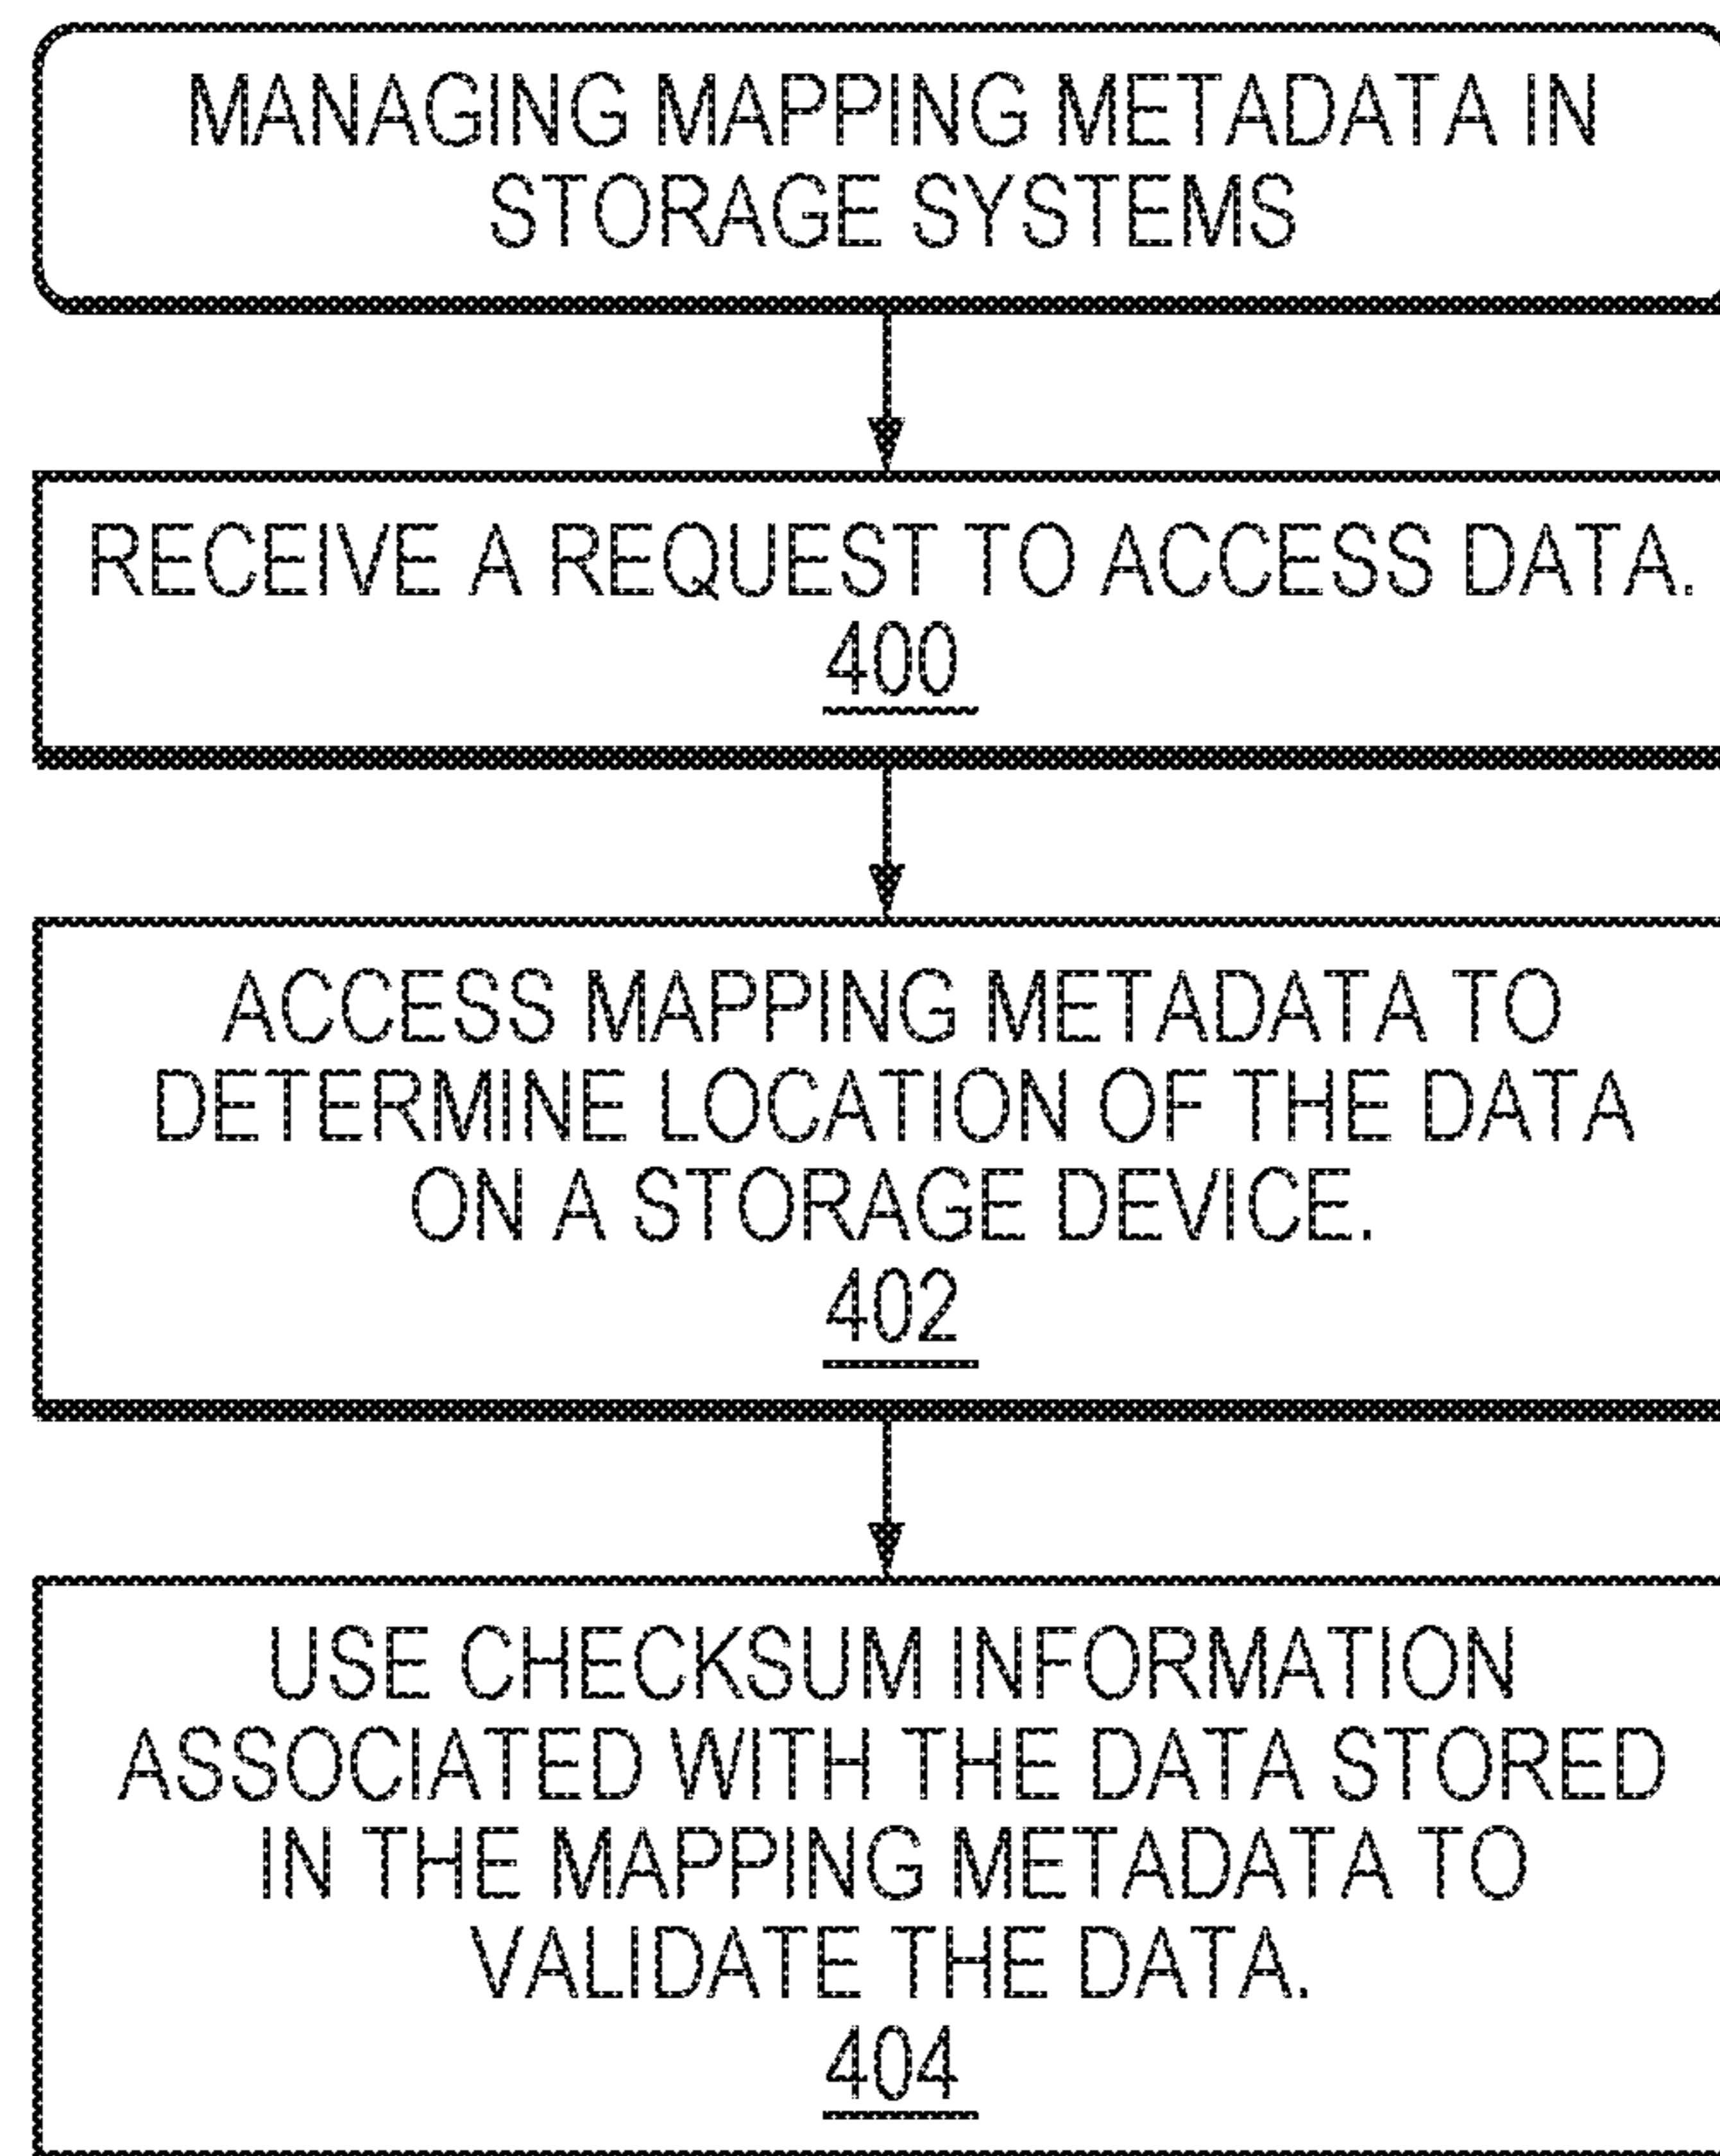 MANAGING MAPPING METADATA IN
STORAGE SYSTEMS
RECEIVE A REQUEST TO ACCESS DATA.
400
ACCESS MAPPING METADATA TO
DETERMINE LOCATION OF THE DATA
ON A STORAGE DEVICE.
402
USE CHECKSUM INFORMATION
ASSOCIATED WITH THE DATA STORED
IN THE MAPPING METADATA TO
VALIDATE THE DATA.
404